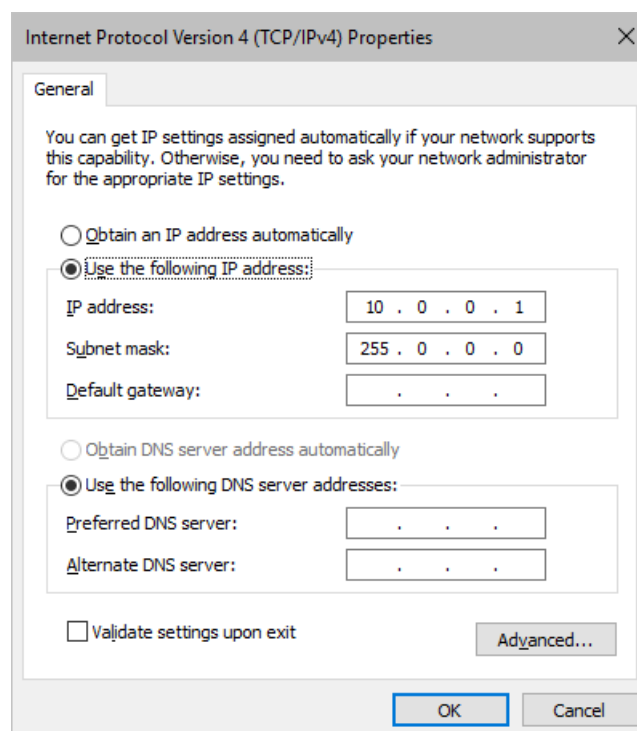 Internet Protocol Version 4 (TCP/IPv4) Properties
General
You can get IP settings assigned automatically if your network supports
this capability. Otherwise, you need to ask your network administrator
for the appropriate IP settings.
Obtain an IP address automatically
Use the following IP address:
IP address: 10 . 0 . 0 . 1
Subnet mask: 255 . 0 . 0 . 0
Default gateway: . . .
Obtain DNS server address automatically
Use the following DNS server addresses:
Preferred DNS server: . . .
Alternate DNS server: . . .
Validate settings upon exit
Advanced...
OK Cancel